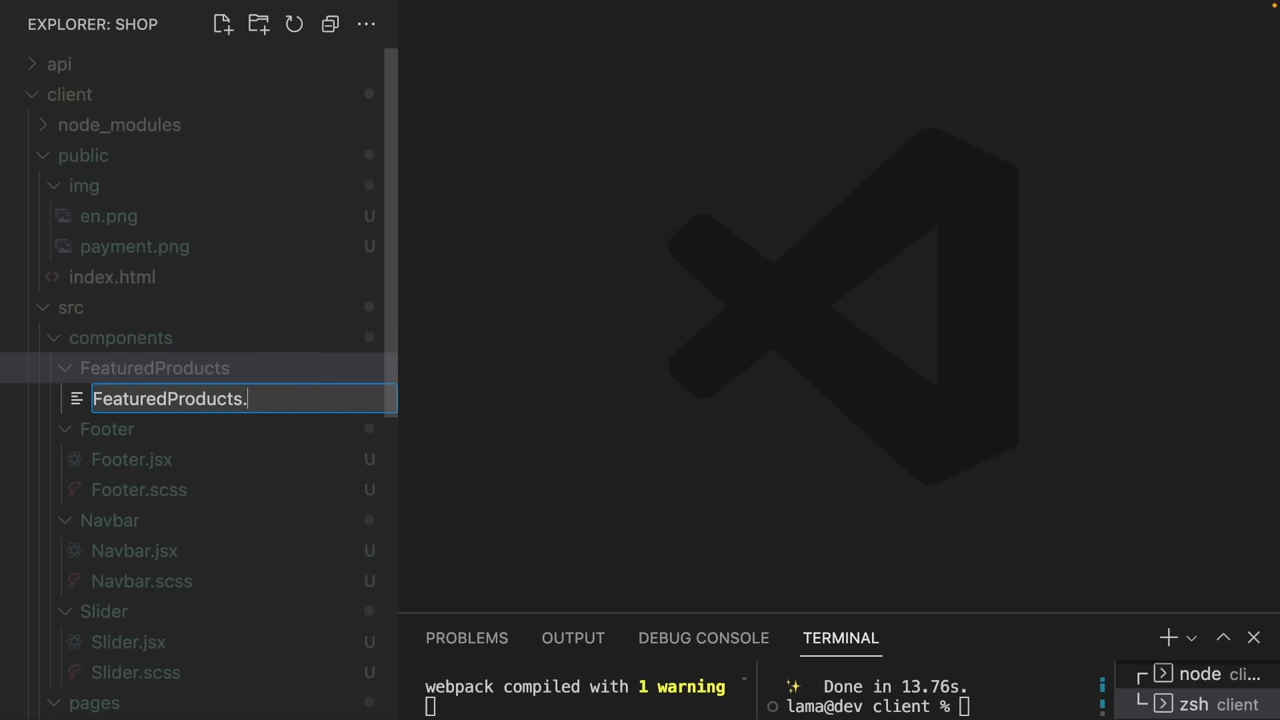 EXPLORER: SHOP
api
client
node_modules
public
img
en.png U
payment.png U
index.html
src
components
FeaturedProducts
FeaturedProducts.
Footer
Footer.jsx U
Footer.scss U
Navbar
Navbar.jsx U
Navbar.scss U
Slider
Slider.jsx U
Slider.scss U
pages
PROBLEMS OUTPUT DEBUG CONSOLE TERMINAL
webpack compiled with 1 warning
✨ Done in 13.76s.
lama@dev client %
node cli...
zsh client